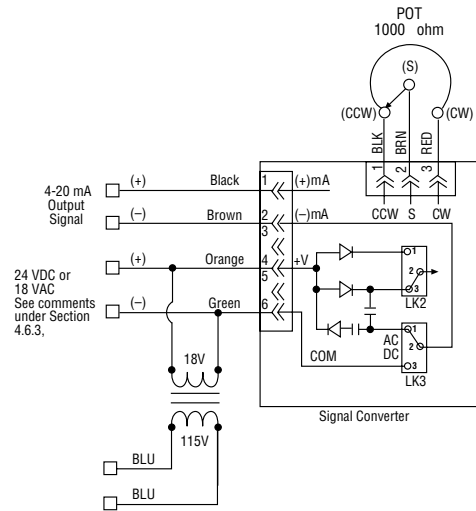 POT
1000 ohm
(S)
(CCW)
(CW)
BLK
BRN
RED
1
2
3
CCW S CW
4-20 mA
Output
Signal
(+)
Black
1
(+)mA
(–)
Brown
2
(–)mA
3
24 VDC or
18 VAC
See comments
under Section
4.6.3,
(+)
Orange
4
+V
5
(–)
Green
6
1
2
3
LK2
1
AC
2
DC
COM
3
LK3
18V
115V
Signal Converter
BLU
BLU